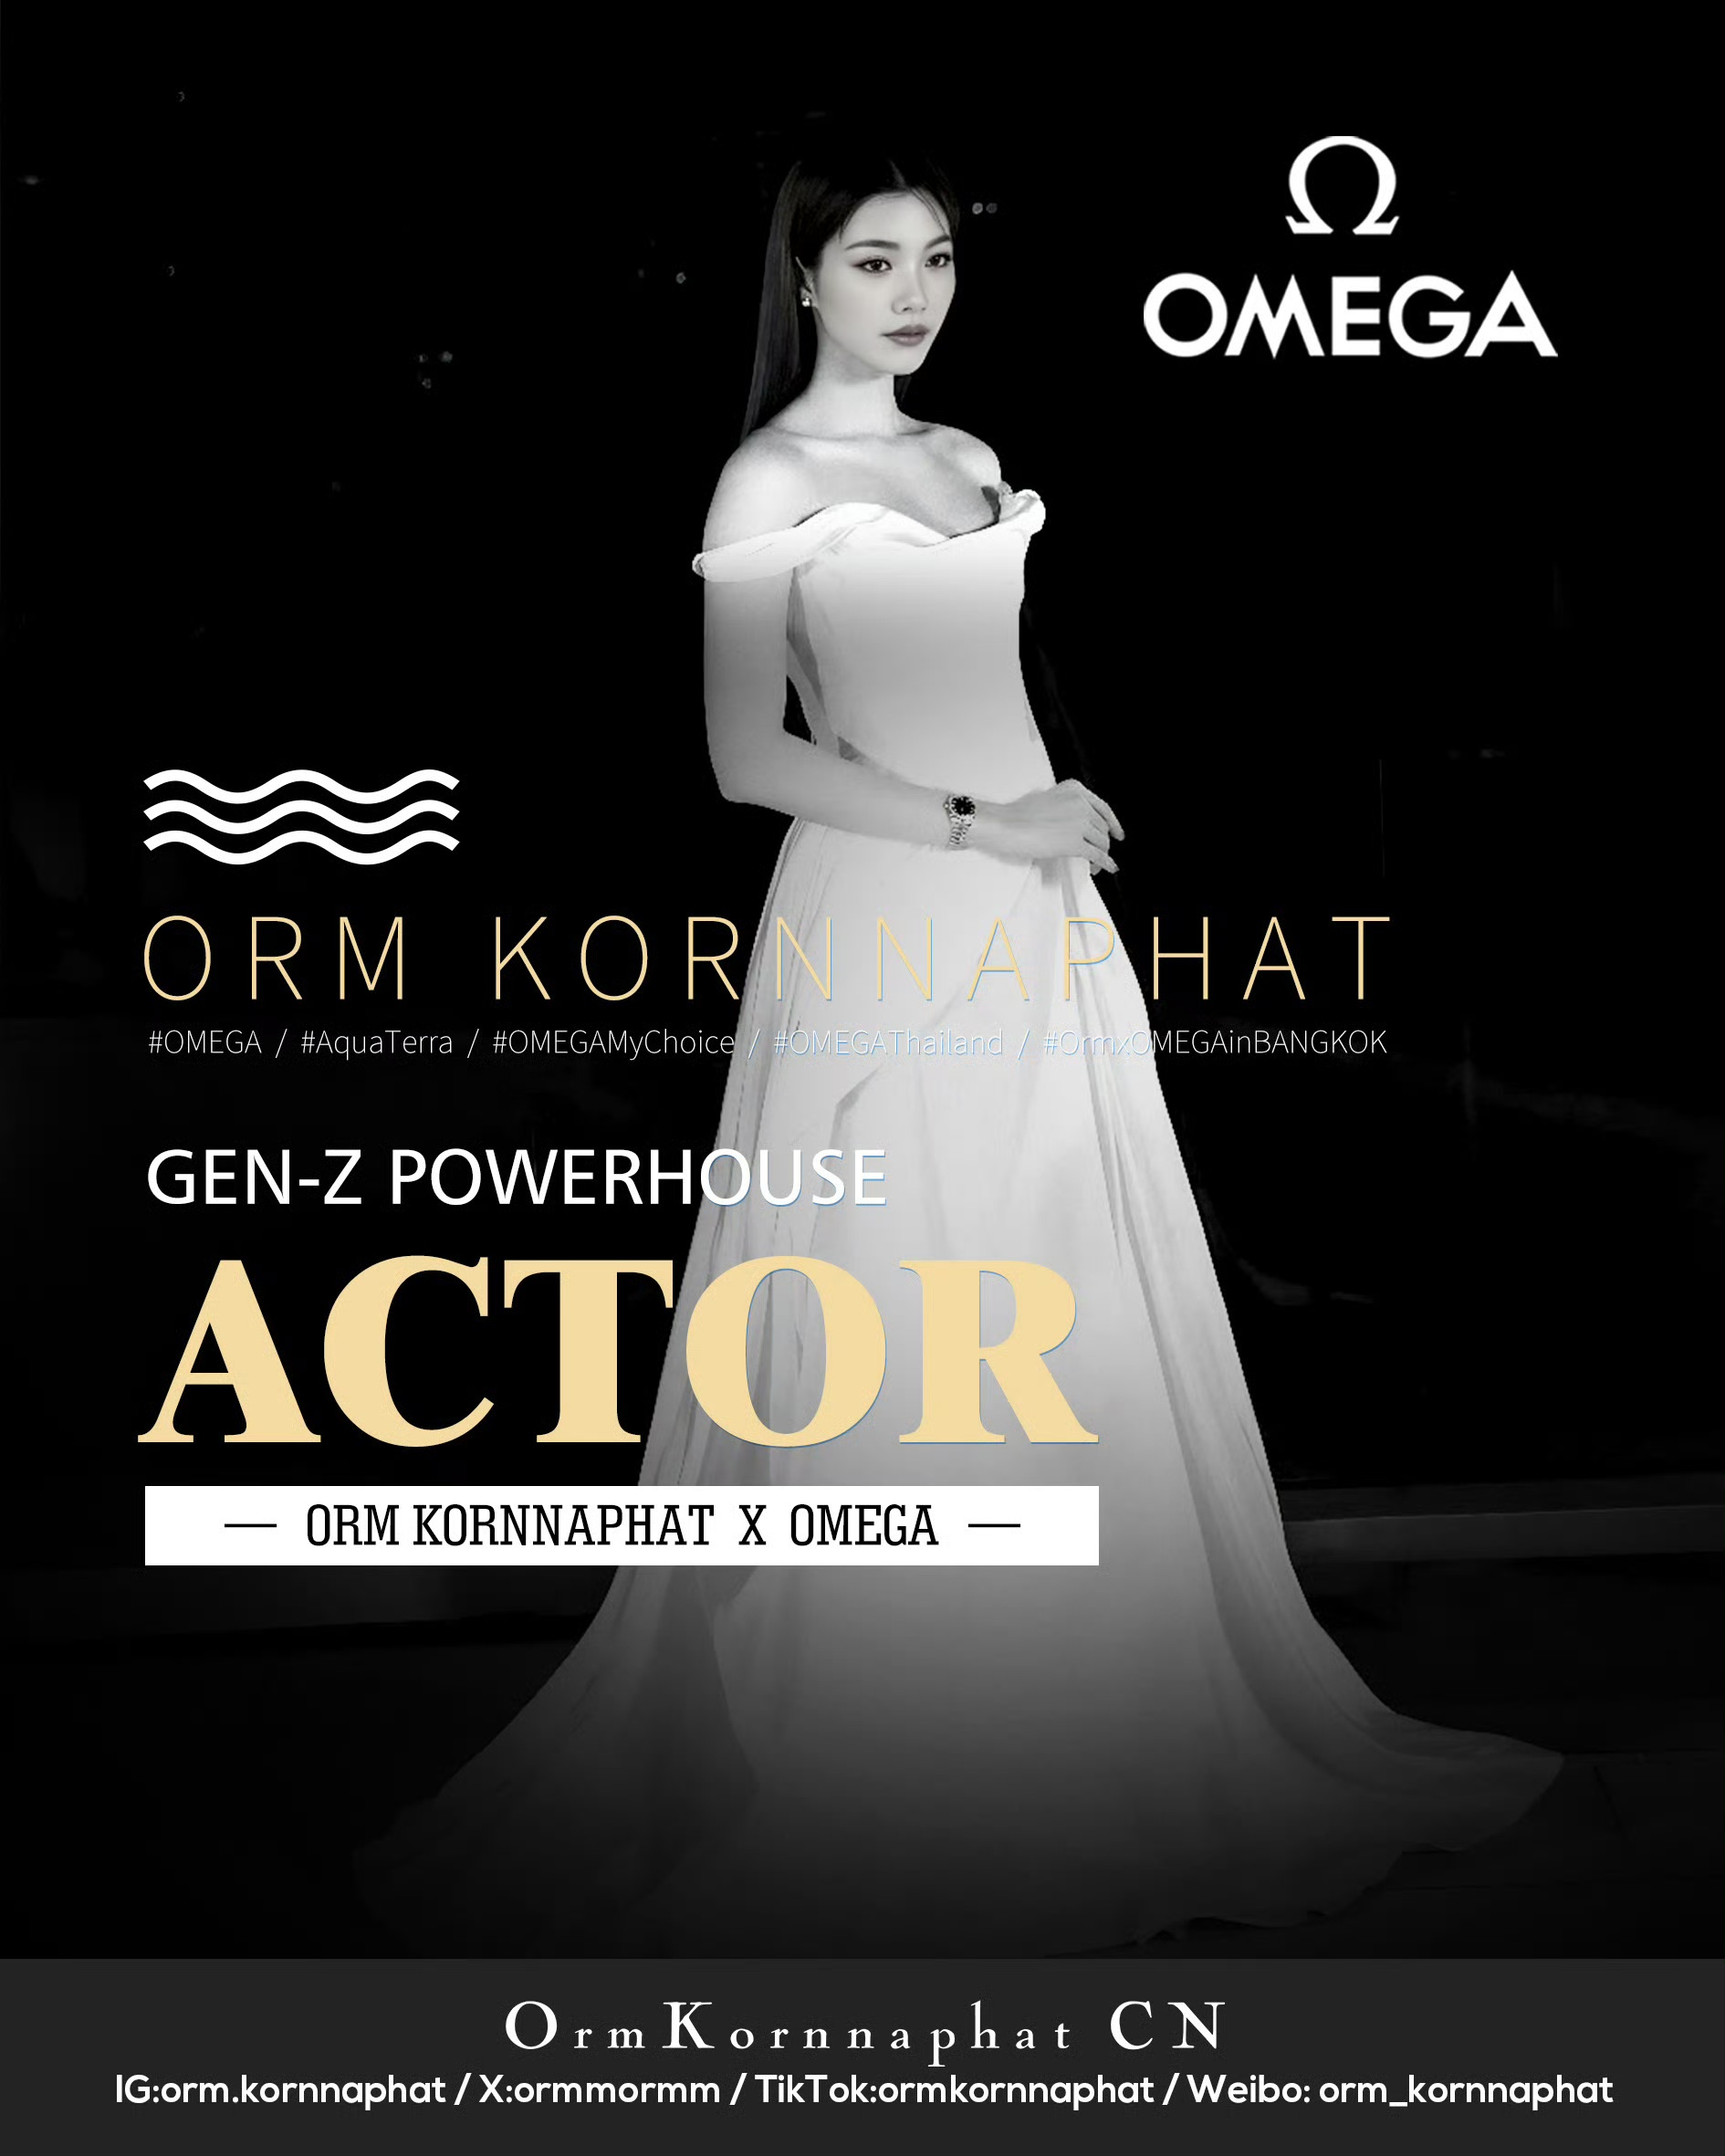 Ω
OMEGA
ORM KORNNAPHAT
#OMEGA / #AquaTerra / #OMEGAMyChoice / #OMEGAThailand / #OrmxOMEGAinBANGKOK
GEN-Z POWERHOUSE
ACTOR
— ORM KORNNAPHAT X OMEGA —
OrmKornnaphat CN
IG:orm.kornnaphat / X:ormmormm / TikTok:ormkornnaphat / Weibo: orm_kornnaphat